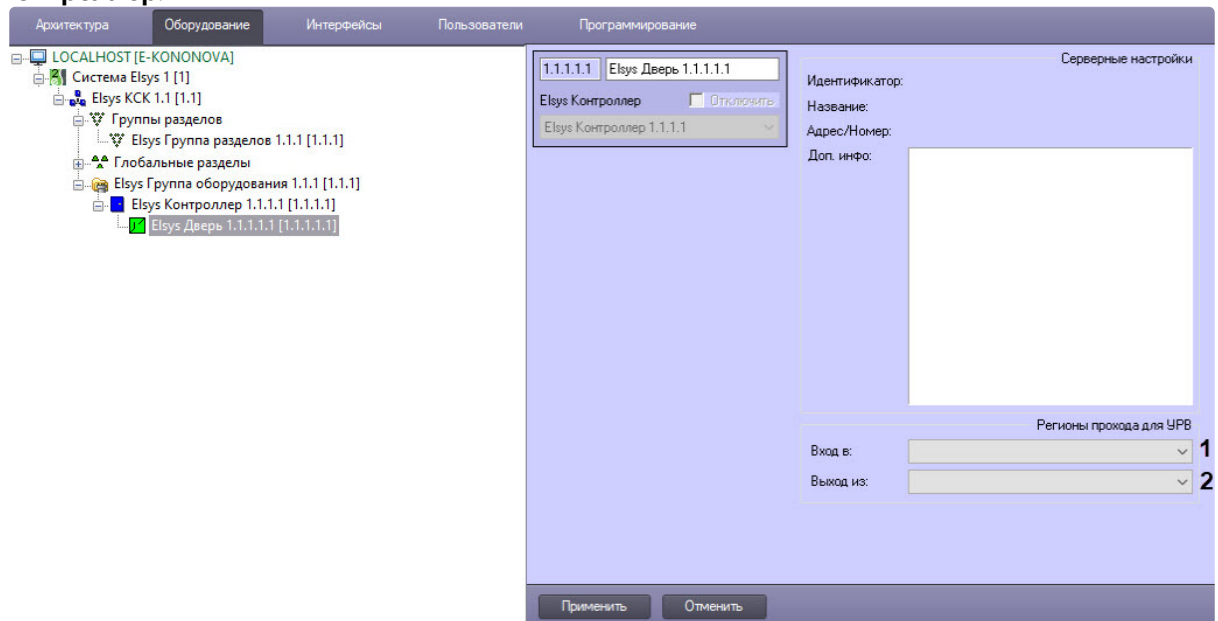 Архитектура Оборудование Интерфейсы Пользователи Программирование
LOCALHOST [E-KONONOVA]
Система Elsys 1 [1]
Elsys КСК 1.1 [1.1]
Группы разделов
Elsys Группа разделов 1.1.1 [1.1.1]
Глобальные разделы
Elsys Группа оборудования 1.1.1 [1.1.1]
Elsys Контроллер 1.1.1.1 [1.1.1.1]
Elsys Дверь 1.1.1.1.1 [1.1.1.1.1]
1.1.1.1.1 Elsys Дверь 1.1.1.1.1
Elsys Контроллер Отключить
Elsys Контроллер 1.1.1.1
Серверные настройки
Идентификатор:
Название:
Адрес/Номер:
Доп. инфо:
Регионы прохода для УРВ
Вход в: 1
Выход из: 2
Применить Отменить